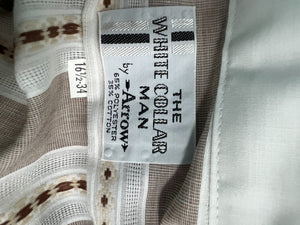 THE
WHITE COLLAR
MAN
by Arrow
65% POLYESTER
35% COTTON
16½-34